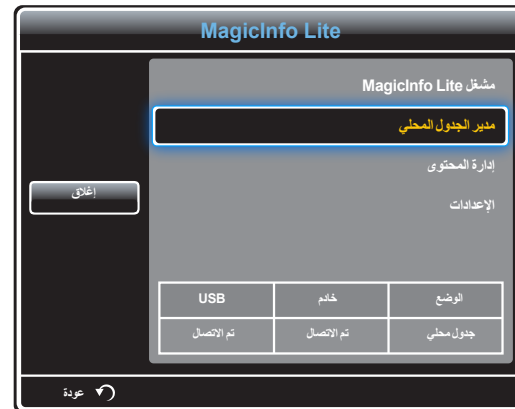 MagicInfo Lite
مشغل MagicInfo Lite
مدير الجدول المحلي
إدارة المحتوى
الإعدادات
إغلاق
الوضع خادم USB
جدول محلي تم الاتصال تم الاتصال
عودة